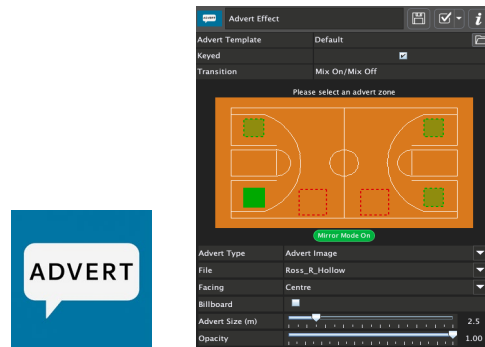 ADVERT
ADVERT Advert Effect i
Advert Template Default
Keyed
Transition Mix On/Mix Off
Please select an advert zone
Mirror Mode On
Advert Type Advert Image
File Ross_R_Hollow
Facing Centre
Billboard
Advert Size (m) 2.5
Opacity 1.00